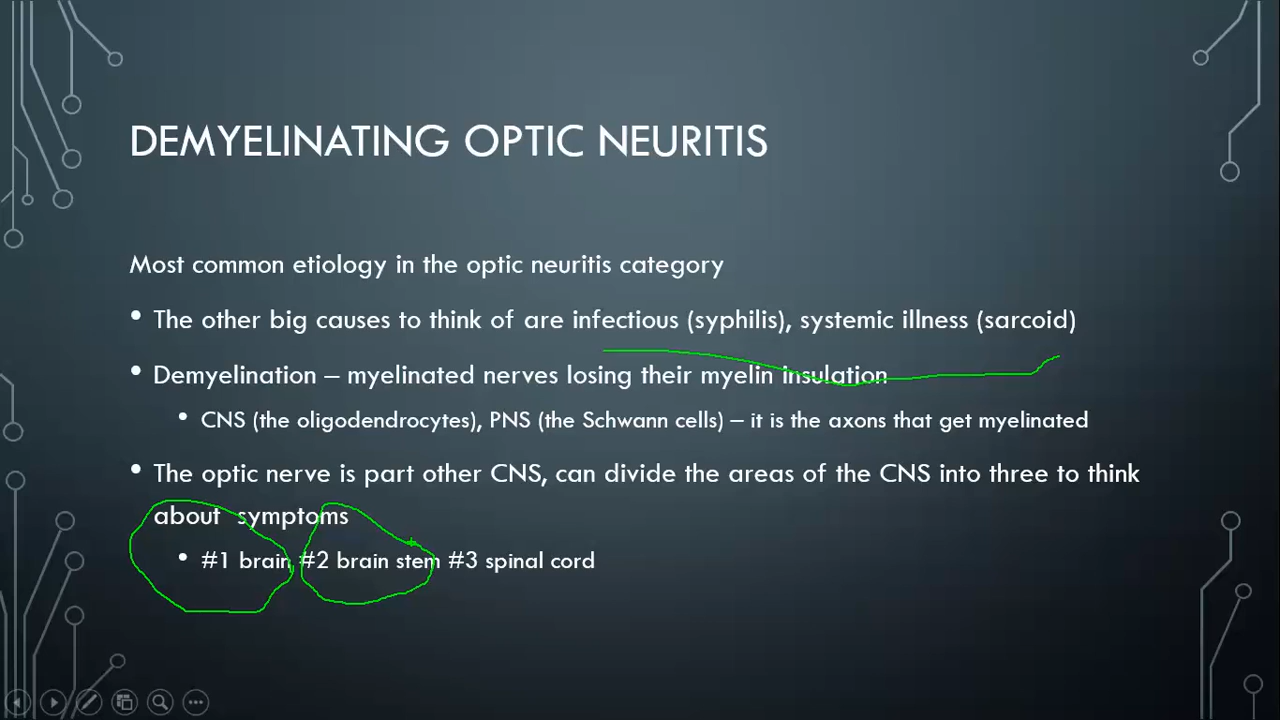 DEMYELINATING OPTIC NEURITIS
Most common etiology in the optic neuritis category
• The other big causes to think of are infectious (syphilis), systemic illness (sarcoid)
• Demyelination – myelinated nerves losing their myelin insulation
• CNS (the oligodendrocytes), PNS (the Schwann cells) – it is the axons that get myelinated
• The optic nerve is part other CNS, can divide the areas of the CNS into three to think
about symptoms
• #1 brain, #2 brain stem #3 spinal cord